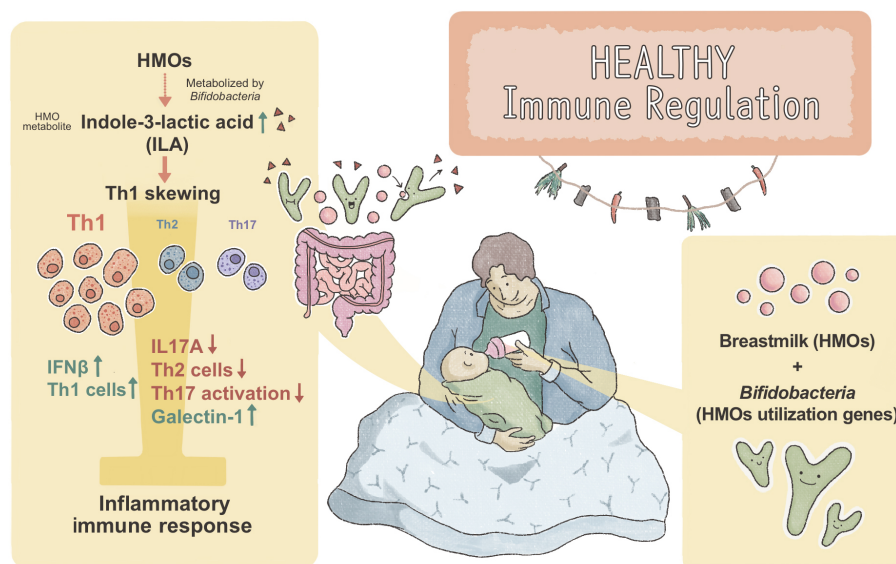 HEALTHY
Immune Regulation
HMOs
Metabolized by
Bifidobacteria
HMO
metabolite
Indole-3-lactic acid ↑
(ILA)
Th1 skewing
Th1
Th2
Th17
IFNβ ↑
Th1 cells ↑
IL17A ↓
Th2 cells ↓
Th17 activation ↓
Galectin-1 ↑
Inflammatory
immune response
Breastmilk (HMOs)
+
Bifidobacteria
(HMOs utilization genes)